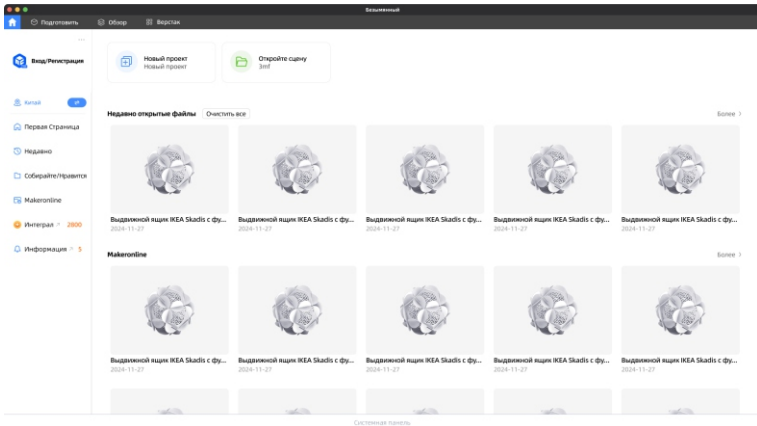 Безыменный
Подготовить
Обзор
Верстак
Вход/Регистрация
Новый проект
Новый проект
Откройте сцену
3mf
Китай
Первая Страница
Недавно
Собирайте/Нравится
Makeronline
Интеграл 2800
Информация 5
Недавно открытые файлы Очистить все Более
Выдвижной ящик IKEA Skadis с фу... Выдвижной ящик IKEA Skadis с фу... Выдвижной ящик IKEA Skadis с фу... Выдвижной ящик IKEA Skadis с фу... Выдвижной ящик IKEA Skadis с фу...
2024-11-27 2024-11-27 2024-11-27 2024-11-27 2024-11-27
Makeronline Более
Выдвижной ящик IKEA Skadis с фу... Выдвижной ящик IKEA Skadis с фу... Выдвижной ящик IKEA Skadis с фу... Выдвижной ящик IKEA Skadis с фу... Выдвижной ящик IKEA Skadis с фу...
2024-11-27 2024-11-27 2024-11-27 2024-11-27 2024-11-27
Системная панель